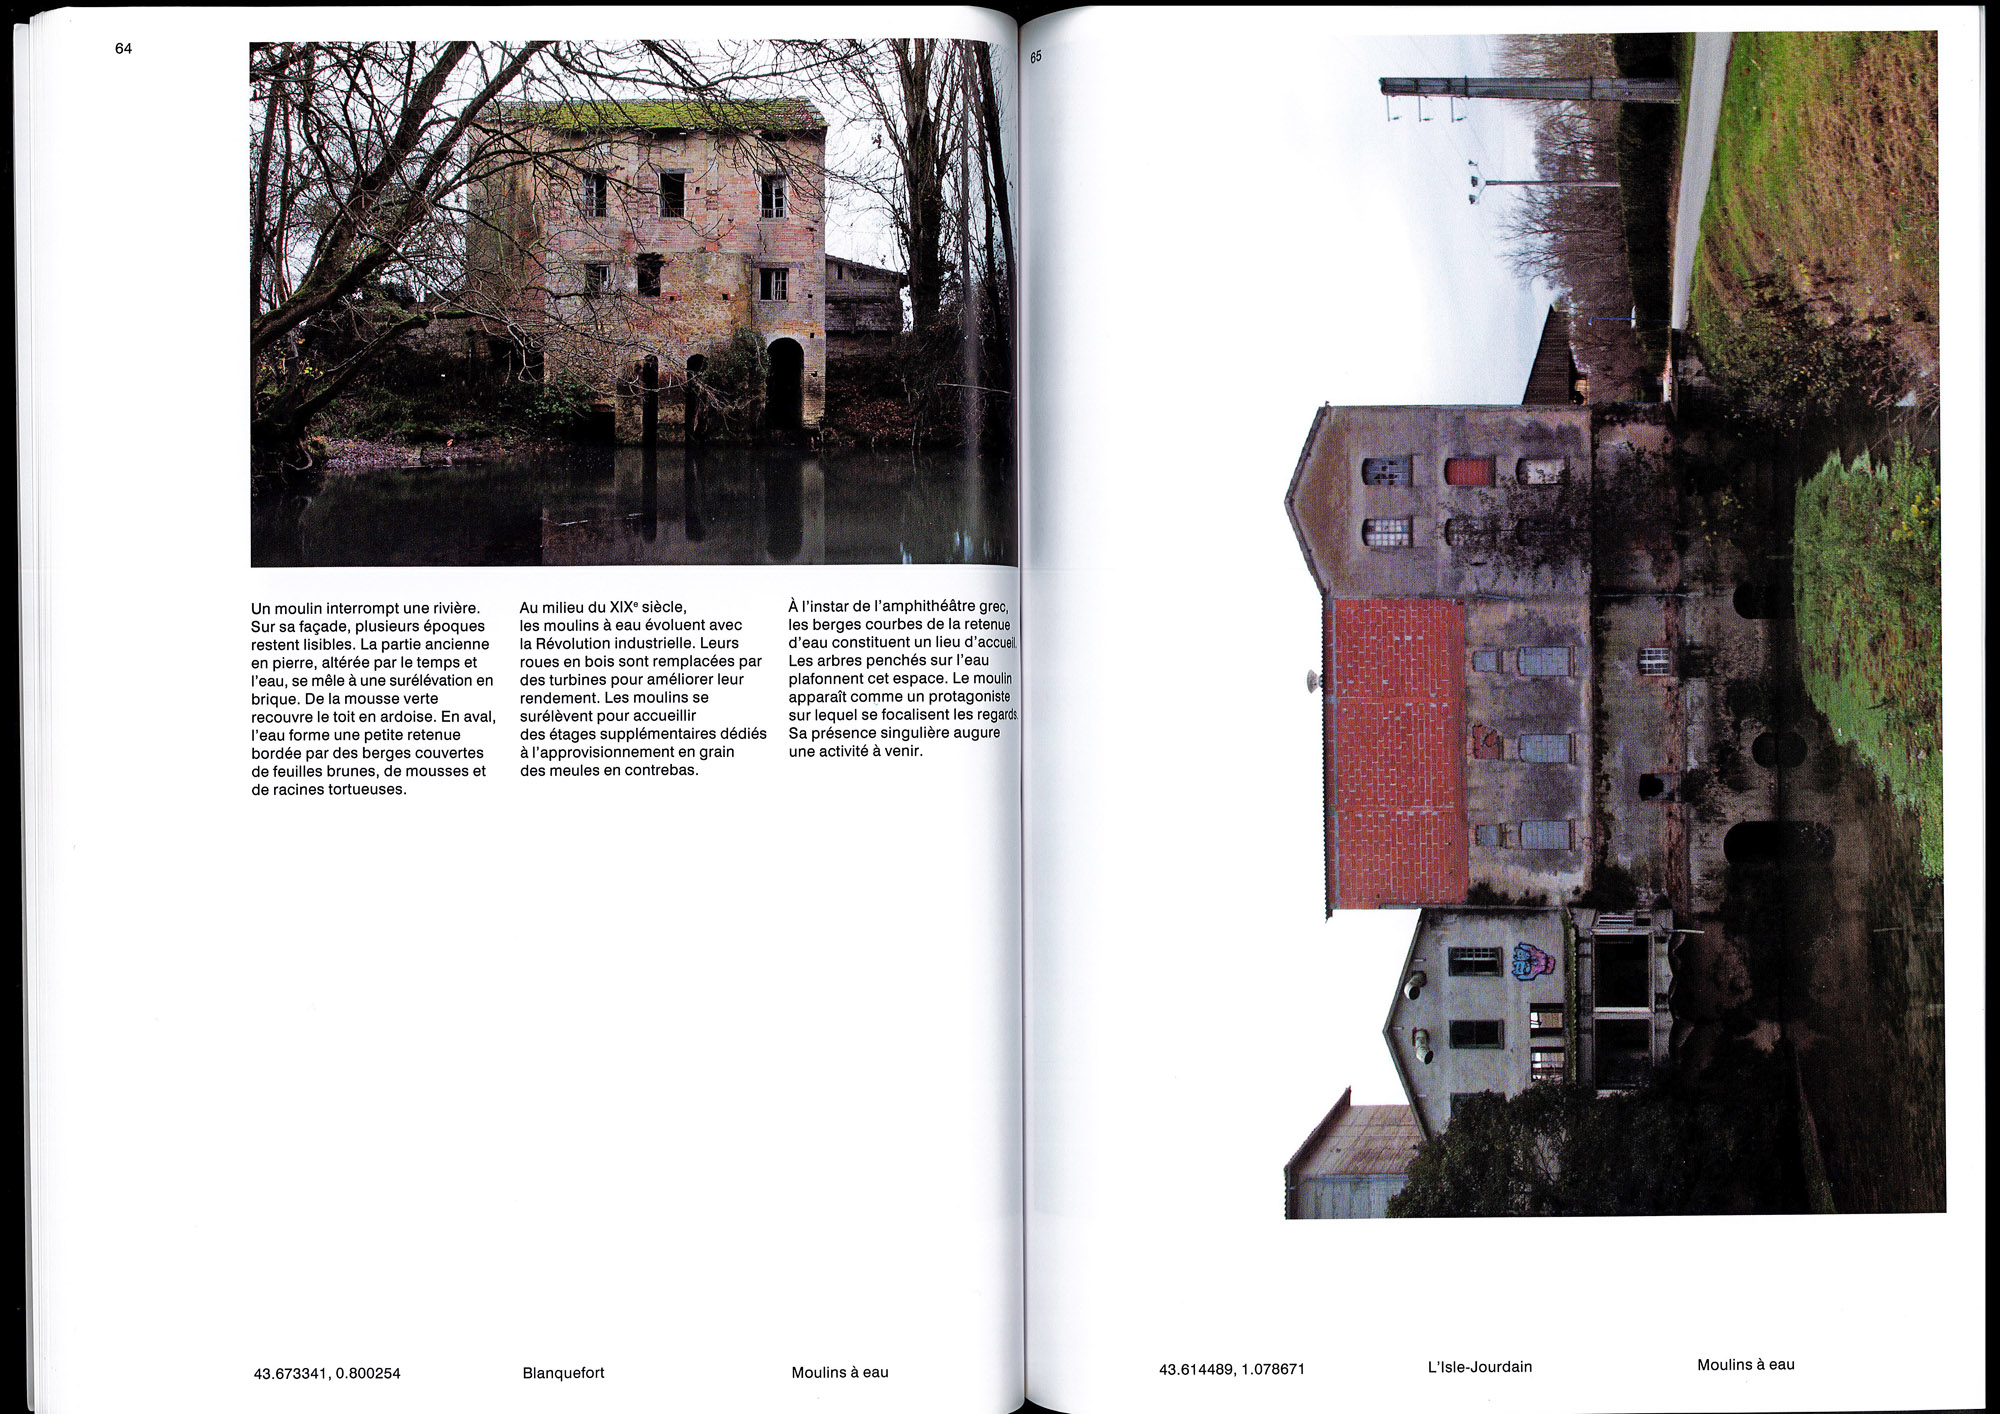 64
Un moulin interrompt une rivière.
Sur sa façade, plusieurs époques
restent lisibles. La partie ancienne
en pierre, altérée par le temps et
l’eau, se mêle à une surélévation en
brique. De la mousse verte
recouvre le toit en ardoise. En aval,
l’eau forme une petite retenue
bordée par des berges couvertes
de feuilles brunes, de mousses et
de racines tortueuses.
Au milieu du XIXᵉ siècle,
les moulins à eau évoluent avec
la Révolution industrielle. Leurs
roues en bois sont remplacées par
des turbines pour améliorer leur
rendement. Les moulins se
surélèvent pour accueillir
des étages supplémentaires dédiés
à l’approvisionnement en grain
des meules en contrebas.
À l’instar de l’amphithéâtre grec,
les berges courbes de la retenue
d’eau constituent un lieu d’accueil.
Les arbres penchés sur l’eau
plafonnent cet espace. Le moulin
apparaît comme un protagoniste
sur lequel se focalisent les regards.
Sa présence singulière augure
une activité à venir.
43.673341, 0.800254
Blanquefort
Moulins à eau
65
43.614489, 1.078671
L’Isle-Jourdain
Moulins à eau